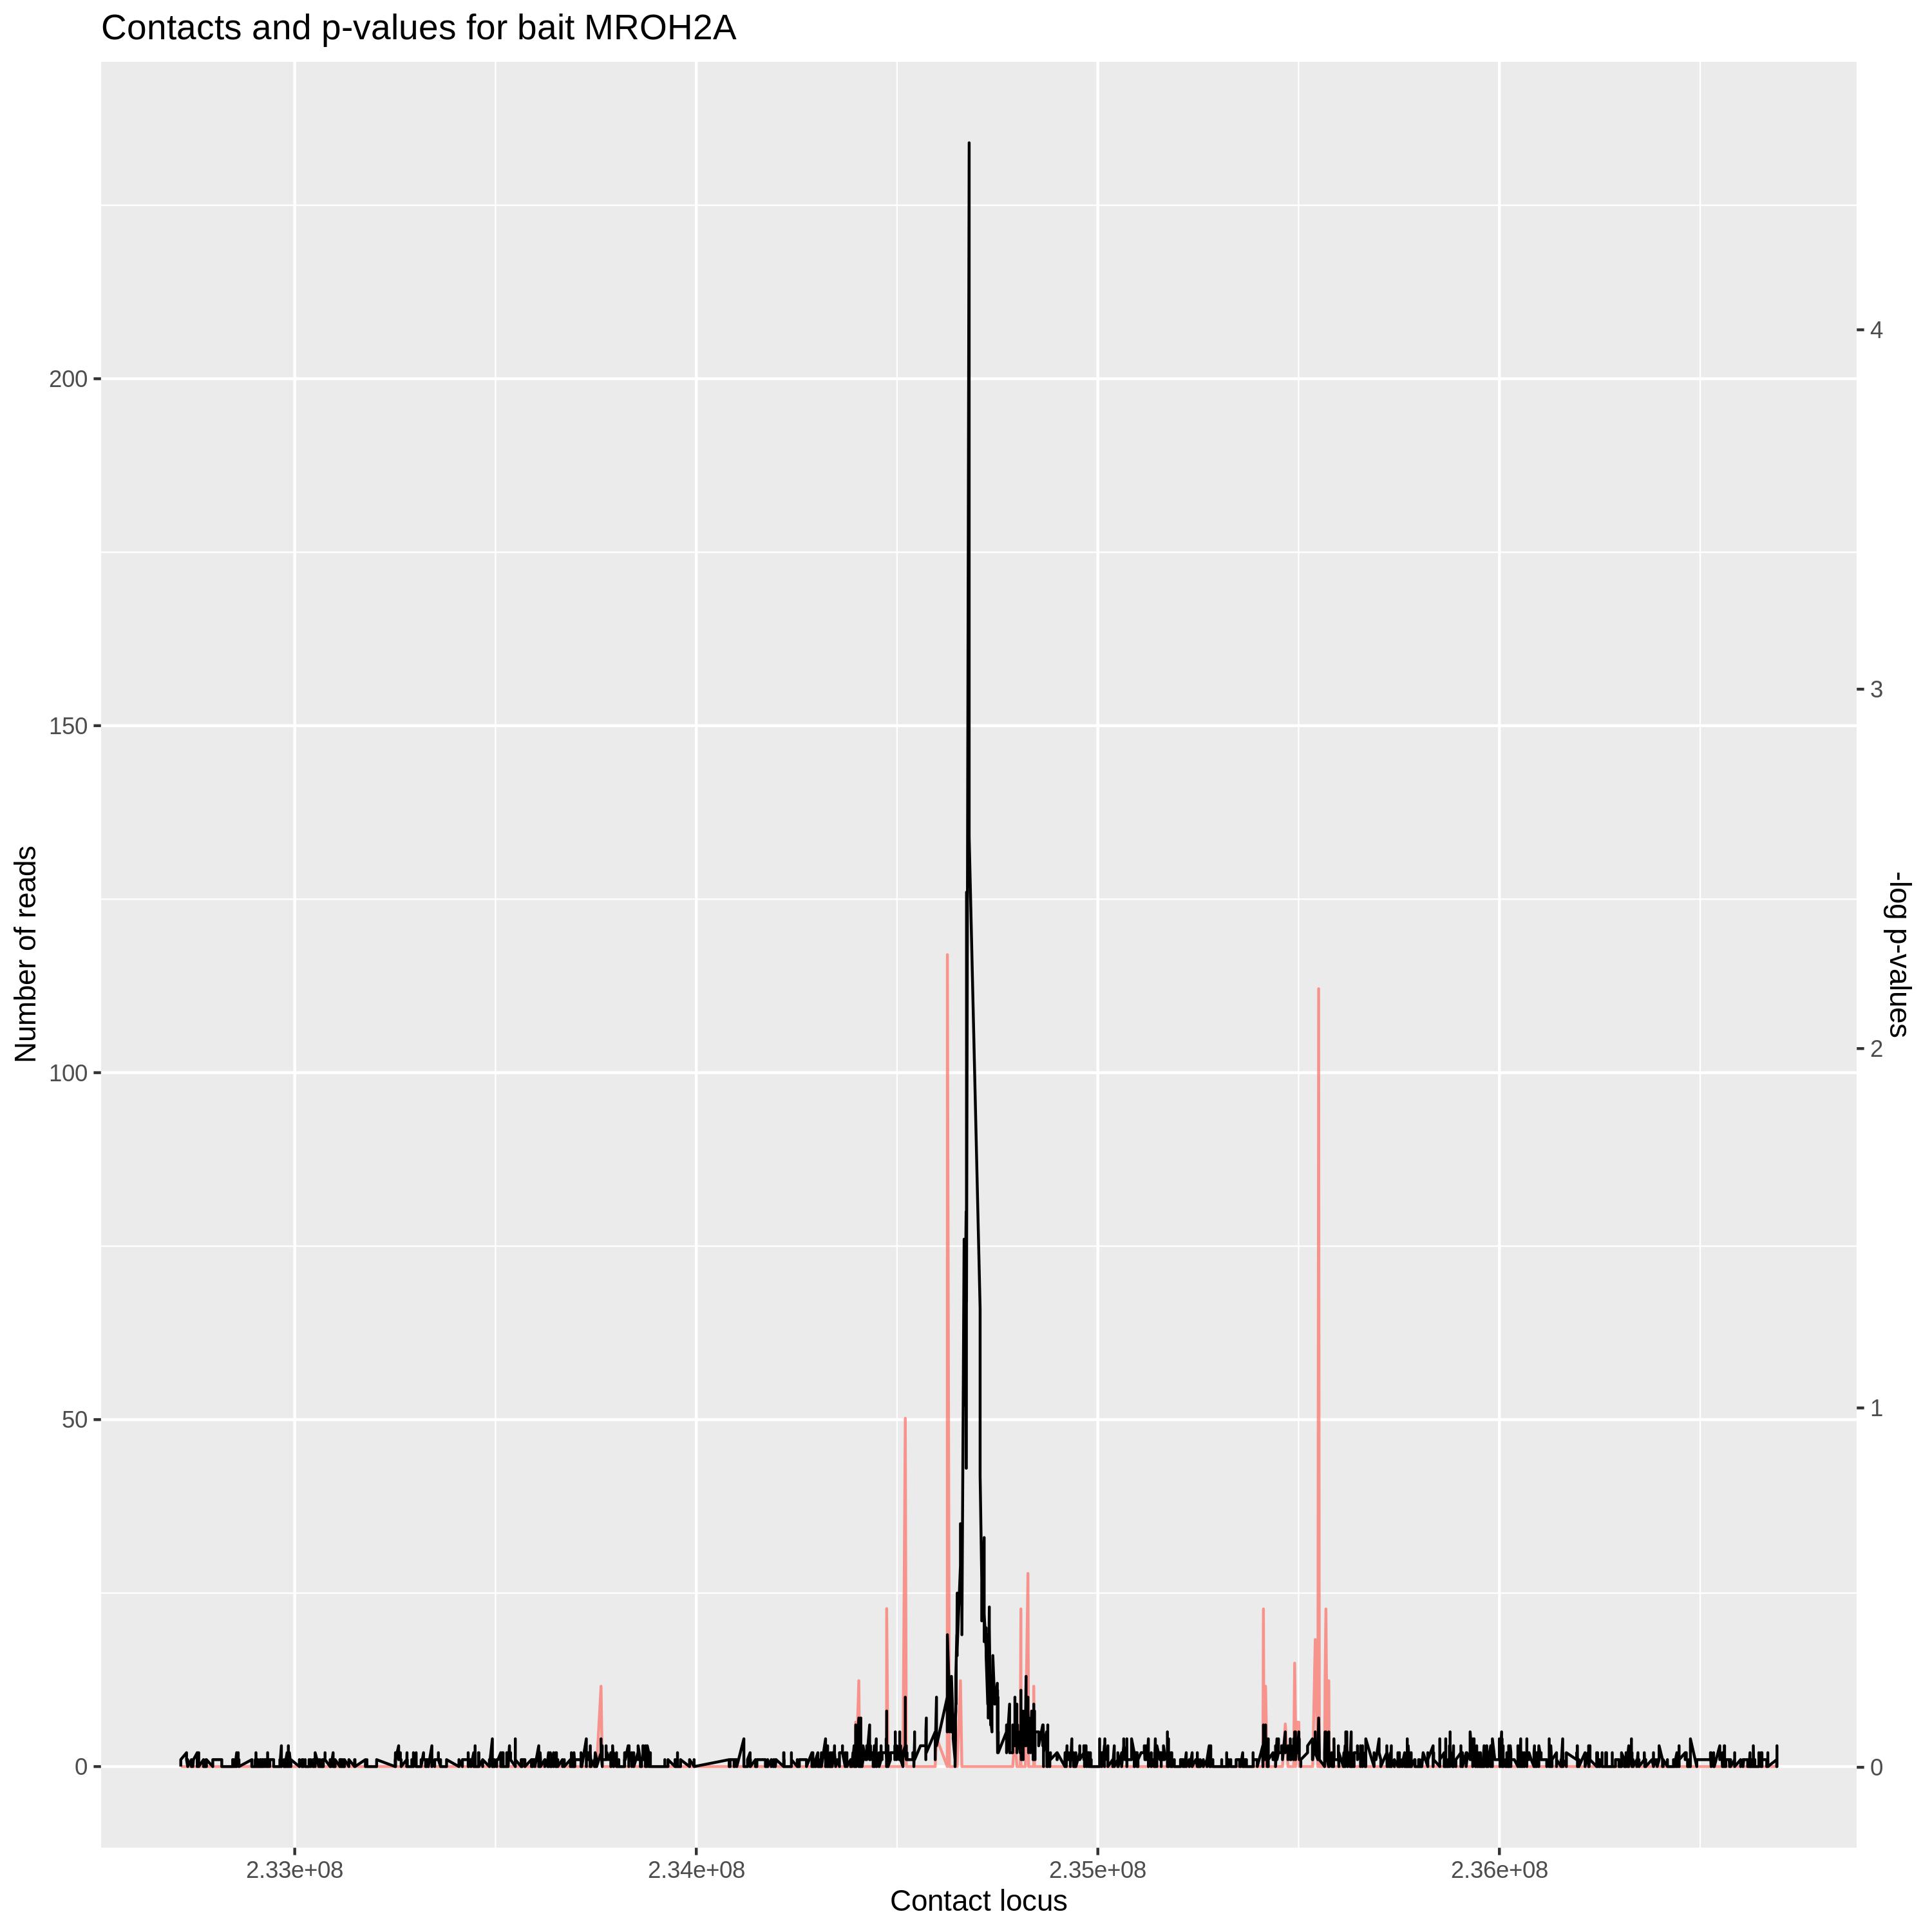 Contacts and p-values for bait MROH2A
Number of reads
200
150
100
50
0
4
3
2
1
0
-log p-values
2.33e+08
2.34e+08
2.35e+08
2.36e+08
Contact locus